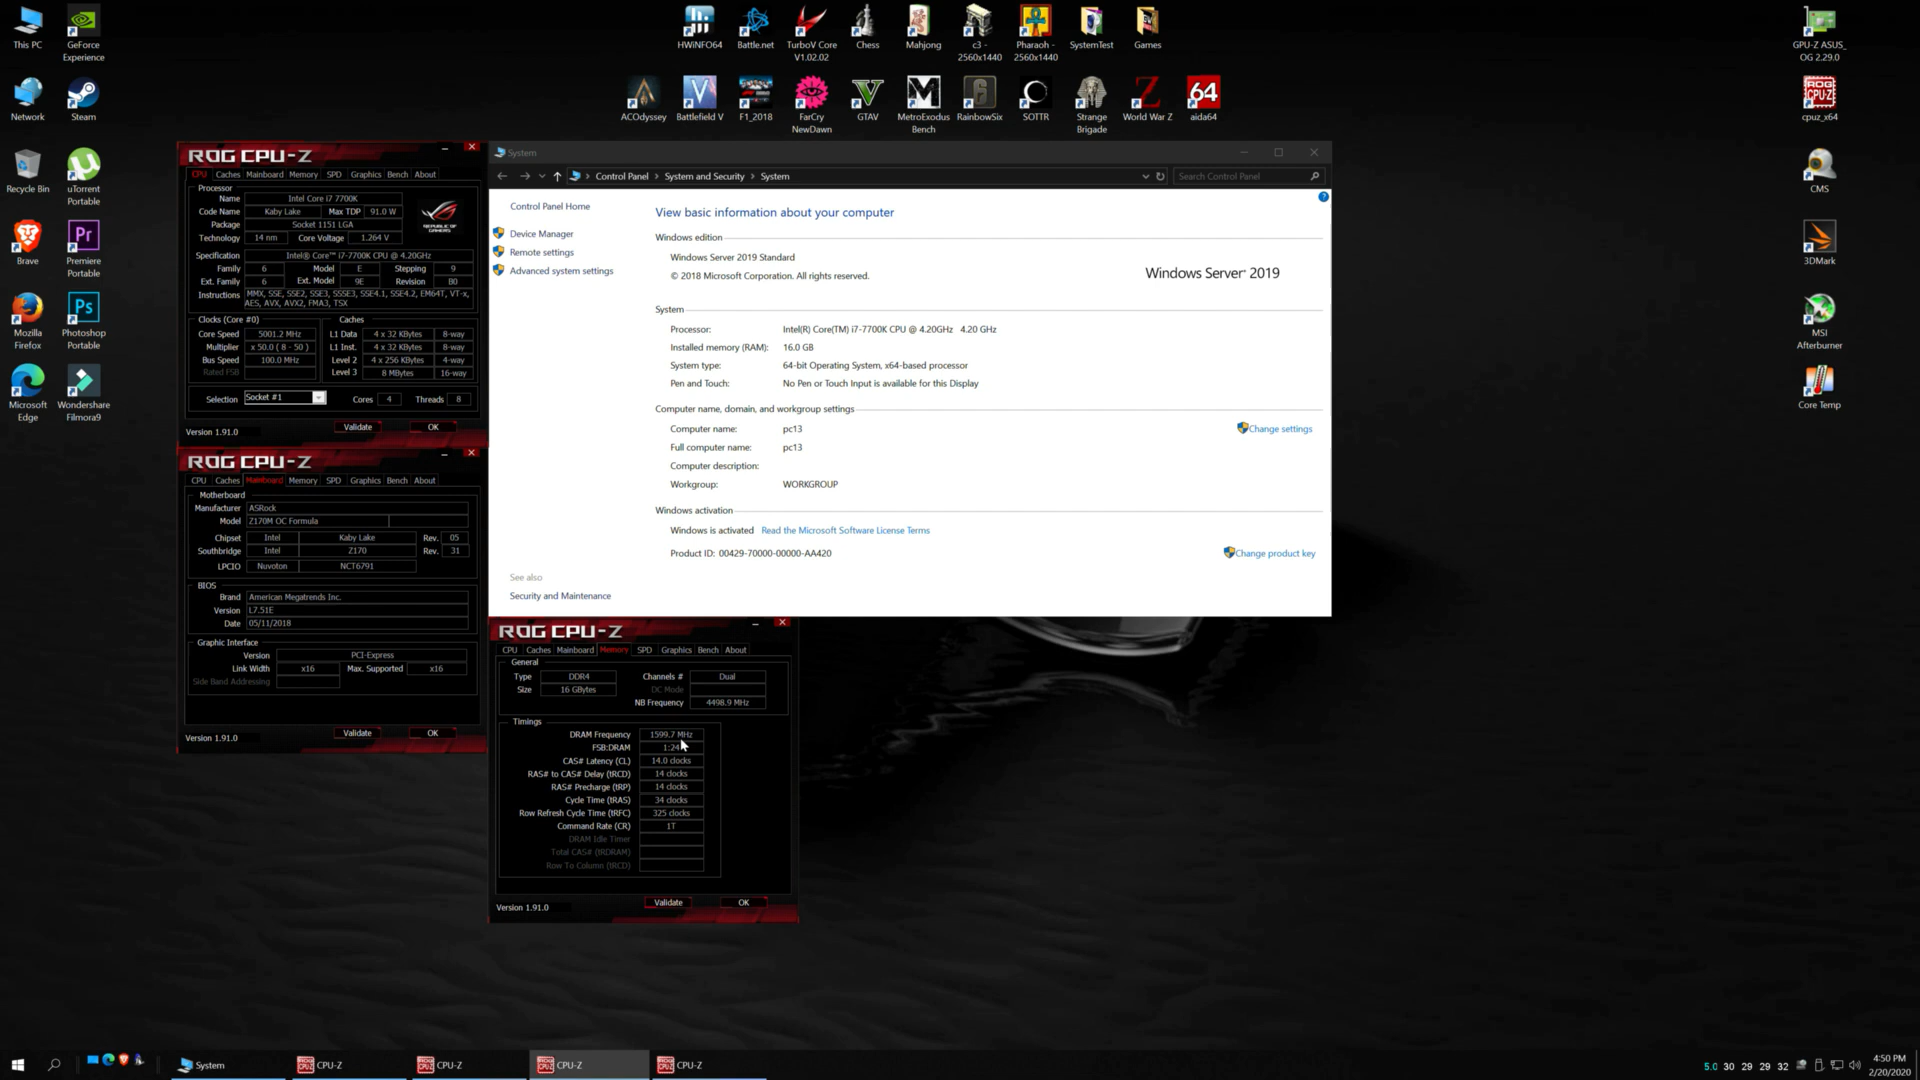 This PC
GeForce
Experience
HWiNFO64
Battle.net
TurboV Core
V1.02.02
Chess
Mahjong
c3 -
2560x1440
Pharaoh -
2560x1440
SystemTest
Games
GPU-Z ASUS_
OG 2.29.0
Network
Steam
ACOdyssey
Battlefield V
F1_2018
FarCry
NewDawn
GTAV
MetroExodus
Bench
RainbowSix
SOTTR
Strange
Brigade
World War Z
64
aida64
ROG
CPU-Z
cpuz_x64
Recycle Bin
uTorrent
Portable
CMS
Brave
Pr
Premiere
Portable
3DMark
Mozilla
Firefox
Ps
Photoshop
Portable
MSI
Afterburner
Microsoft
Edge
Wondershare
Filmora9
Core Temp
ROG CPU-Z
CPU Caches Mainboard Memory SPD Graphics Bench About
Processor
Name Intel Core i7 7700K
Code Name Kaby Lake Max TDP 91.0 W
Package Socket 1151 LGA
Technology 14 nm Core Voltage 1.264 V
REPUBLIC OF
GAMERS
Specification Intel® Core™ i7-7700K CPU @ 4.20GHz
Family 6 Model E Stepping 9
Ext. Family 6 Ext. Model 9E Revision B0
Instructions MMX, SSE, SSE2, SSE3, SSSE3, SSE4.1, SSE4.2, EM64T, VT-x,
AES, AVX, AVX2, FMA3, TSX
Clocks (Core #0) Caches
Core Speed 5001.2 MHz L1 Data 4 x 32 KBytes 8-way
Multiplier x 50.0 ( 8 - 50 ) L1 Inst. 4 x 32 KBytes 8-way
Bus Speed 100.0 MHz Level 2 4 x 256 KBytes 4-way
Rated FSB Level 3 8 MBytes 16-way
Selection Socket #1 Cores 4 Threads 8
Version 1.91.0 Validate OK
System
Control Panel > System and Security > System
Search Control Panel
Control Panel Home
Device Manager
Remote settings
Advanced system settings
View basic information about your computer
Windows edition
Windows Server 2019 Standard
© 2018 Microsoft Corporation. All rights reserved.
Windows Server 2019
System
Processor: Intel(R) Core(TM) i7-7700K CPU @ 4.20GHz 4.20 GHz
Installed memory (RAM): 16.0 GB
System type: 64-bit Operating System, x64-based processor
Pen and Touch: No Pen or Touch Input is available for this Display
Computer name, domain, and workgroup settings
Computer name: pc13
Change settings
Full computer name: pc13
Computer description:
Workgroup: WORKGROUP
Windows activation
Windows is activated Read the Microsoft Software License Terms
Product ID: 00429-70000-00000-AA420
Change product key
See also
Security and Maintenance
ROG CPU-Z
CPU Caches Mainboard Memory SPD Graphics Bench About
Motherboard
Manufacturer ASRock
Model Z170M OC Formula
Chipset Intel Kaby Lake Rev. 05
Southbridge Intel Z170 Rev. 31
LPCIO Nuvoton NCT6791
BIOS
Brand American Megatrends Inc.
Version L7.51E
Date 05/11/2018
Graphic Interface
Version PCI-Express
Link Width x16 Max. Supported x16
Side Band Addressing
Version 1.91.0 Validate OK
ROG CPU-Z
CPU Caches Mainboard Memory SPD Graphics Bench About
General
Type DDR4 Channels # Dual
Size 16 GBytes DC Mode
NB Frequency 4498.9 MHz
Timings
DRAM Frequency 1599.7 MHz
FSB:DRAM 1:24
CAS# Latency (CL) 14.0 clocks
RAS# to CAS# Delay (tRCD) 14 clocks
RAS# Precharge (tRP) 14 clocks
Cycle Time (tRAS) 34 clocks
Row Refresh Cycle Time (tRFC) 325 clocks
Command Rate (CR) 1T
DRAM Idle Timer
Total CAS# (tRDRAM)
Row To Column (tRCD)
Version 1.91.0 Validate OK
System
CPU-Z
CPU-Z
CPU-Z
CPU-Z
5.0 30 29 29 32
4:50 PM
2/20/2020